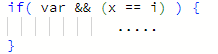 if( var && (x == i) ) {
.....
}